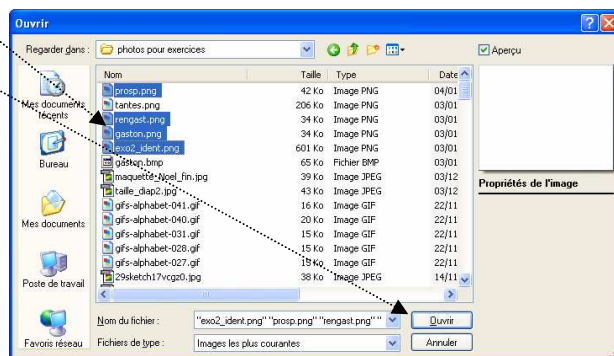 Ouvrir
Regarder dans : photos pour exercices Aperçu
Nom Taille Type Date
prosp.png 42 Ko Image PNG 04/01
tantes.png 206 Ko Image PNG 03/01
rengast.png 34 Ko Image PNG 03/01
gaston.png 34 Ko Image PNG 03/01
exo2_ident.png 601 Ko Image PNG 03/01
gaston.bmp 65 Ko Fichier BMP 03/01
maquette-Noel_fin.jpg 39 Ko Image JPEG 03/12
taille_diap2.jpg 43 Ko Image JPEG 03/12
gifs-alphabet-041.gif 16 Ko Image GIF 22/11
gifs-alphabet-040.gif 20 Ko Image GIF 22/11
gifs-alphabet-031.gif 15 Ko Image GIF 22/11
gifs-alphabet-028.gif 15 Ko Image GIF 22/11
gifs-alphabet-027.gif 15 Ko Image GIF 22/11
29sketch17vcgz0.jpg 38 Ko Image JPEG 14/11
Mes documents récents
Bureau
Mes documents
Poste de travail
Favoris réseau
Propriétés de l'image
Nom du fichier : "exo2_ident.png" "prosp.png" "rengast.png" " Ouvrir
Fichiers de type : Images les plus courantes Annuler